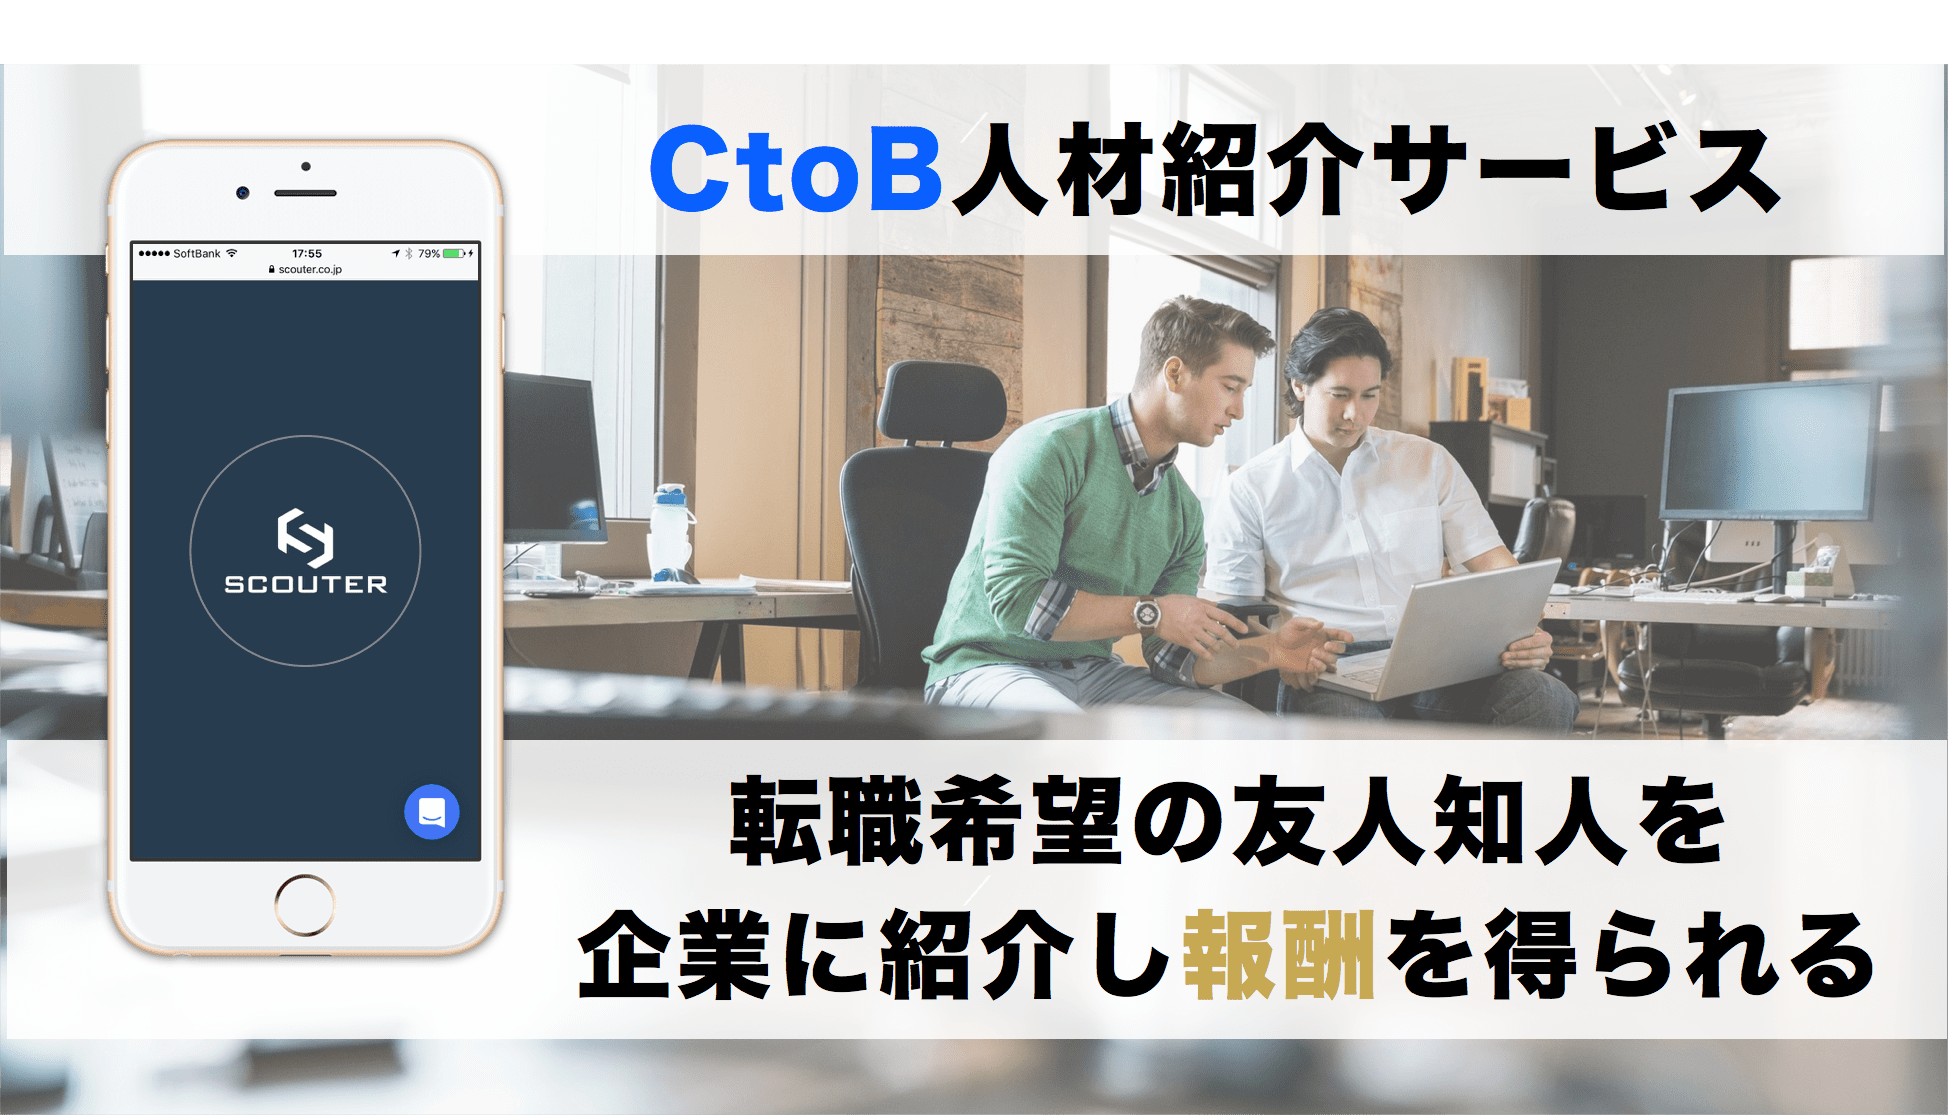 CtoB人材紹介サービス
SoftBank 17:55 79%
scouter.co.jp
SCOUTER
転職希望の友人知人を
企業に紹介し報酬を得られる